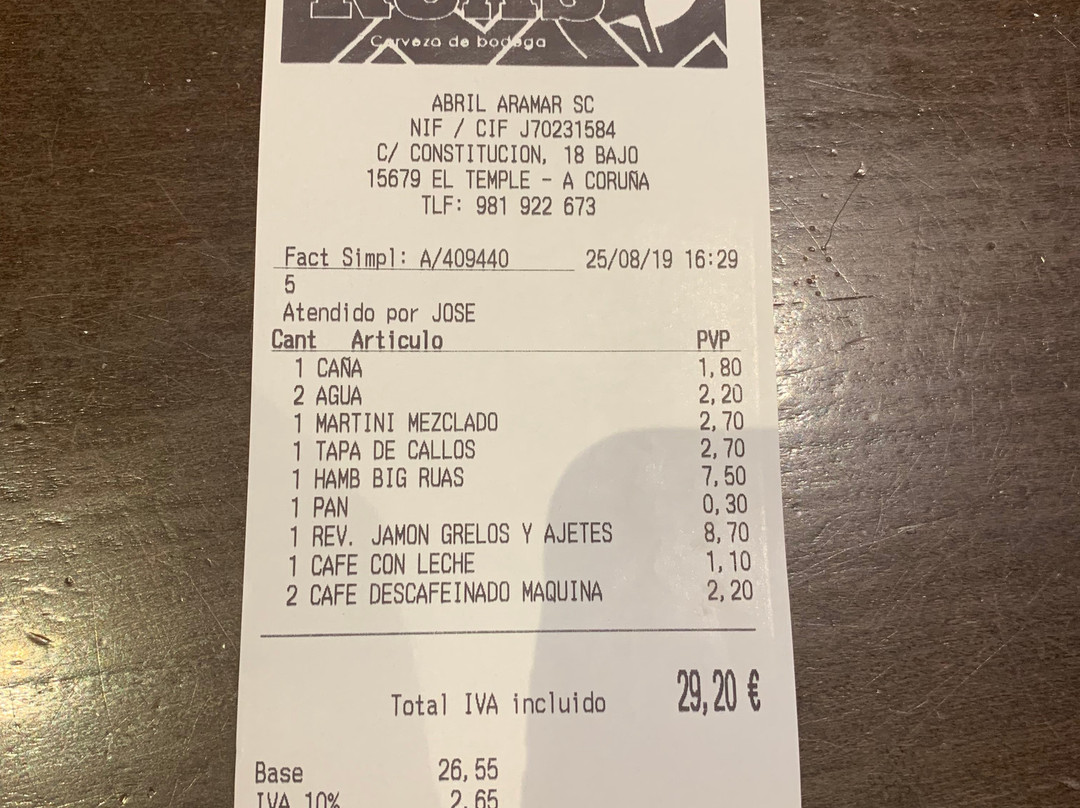 Cerveza de bodega
ABRIL ARAMAR SC
NIF / CIF J70231584
C/ CONSTITUCION, 18 BAJO
15679 EL TEMPLE - A CORUÑA
TLF: 981 922 673
Fact Simpl: A/409440 25/08/19 16:29
5
Atendido por JOSE
Cant Articulo PVP
1 CAÑA 1,80
2 AGUA 2,20
1 MARTINI MEZCLADO 2,70
1 TAPA DE CALLOS 2,70
1 HAMB BIG RUAS 7,50
1 PAN 0,30
1 REV. JAMON GRELOS Y AJETES 8,70
1 CAFE CON LECHE 1,10
2 CAFE DESCAFEINADO MAQUINA 2,20
Total IVA incluido 29,20 €
Base 26,55
IVA 10% 2,65